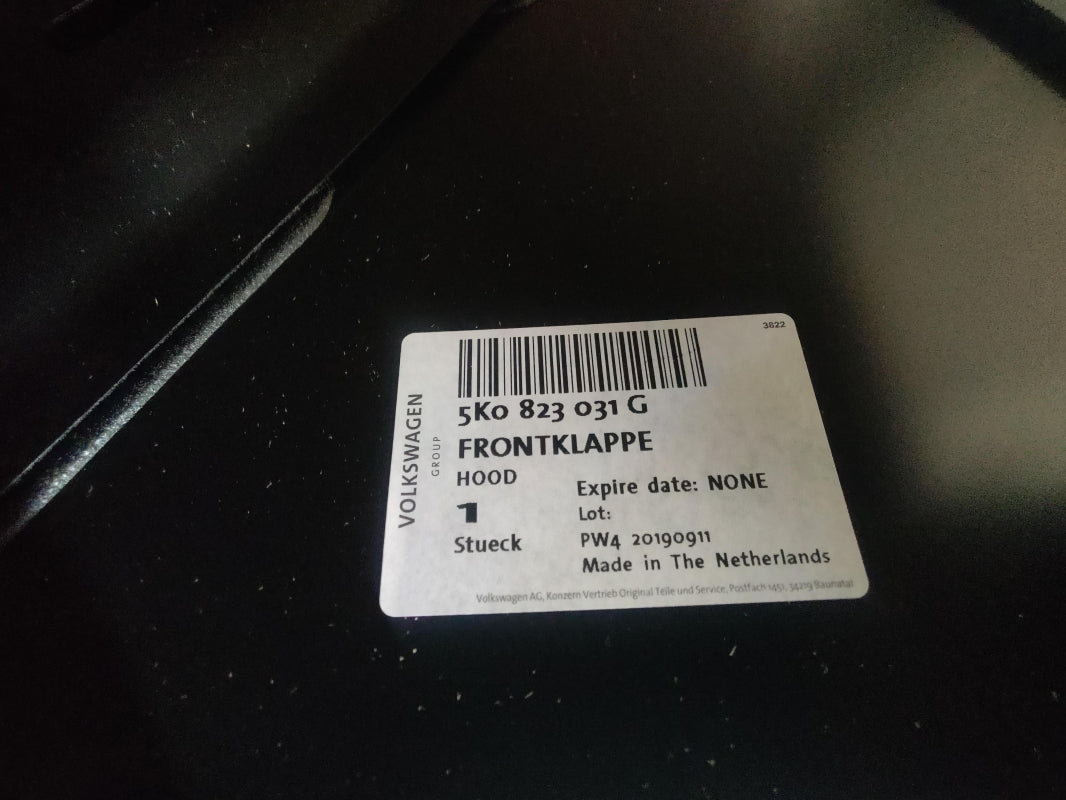 3622
5K0 823 031 G
FRONTKLAPPE
HOOD
1
Stueck
Expire date: NONE
Lot:
PW4 20190911
Made in The Netherlands
VOLKSWAGEN
GROUP
Volkswagen AG, Konzern Vertrieb Original Teile und Service, Postfach 1451, 34219 Baunatal